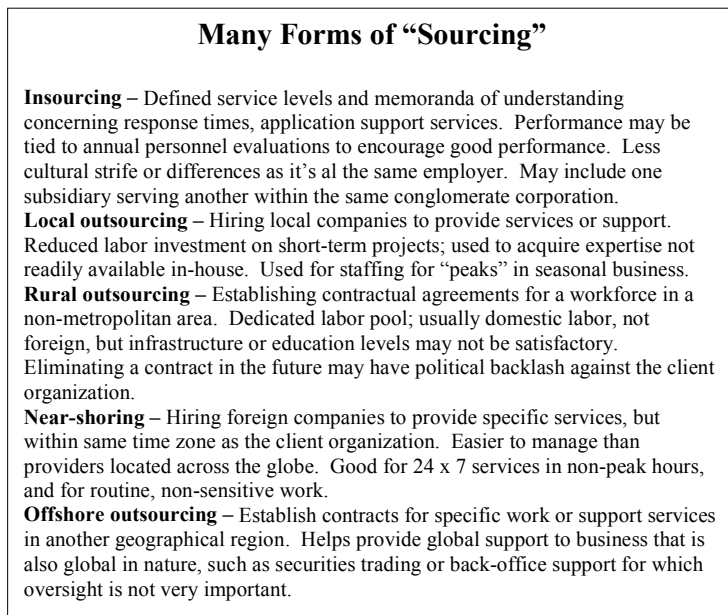 Many Forms of “Sourcing”
Insourcing – Defined service levels and memoranda of understanding
concerning response times, application support services.  Performance may be
tied to annual personnel evaluations to encourage good performance.  Less
cultural strife or differences as it’s al the same employer.  May include one
subsidiary serving another within the same conglomerate corporation.
Local outsourcing – Hiring local companies to provide services or support.
Reduced labor investment on short-term projects; used to acquire expertise not
readily available in-house.  Used for staffing for “peaks” in seasonal business.
Rural outsourcing – Establishing contractual agreements for a workforce in a
non-metropolitan area.  Dedicated labor pool; usually domestic labor, not
foreign, but infrastructure or education levels may not be satisfactory.
Eliminating a contract in the future may have political backlash against the client
organization.
Near-shoring – Hiring foreign companies to provide specific services, but
within same time zone as the client organization.  Easier to manage than
providers located across the globe.  Good for 24 x 7 services in non-peak hours,
and for routine, non-sensitive work.
Offshore outsourcing – Establish contracts for specific work or support services
in another geographical region.  Helps provide global support to business that is
also global in nature, such as securities trading or back-office support for which
oversight is not very important.